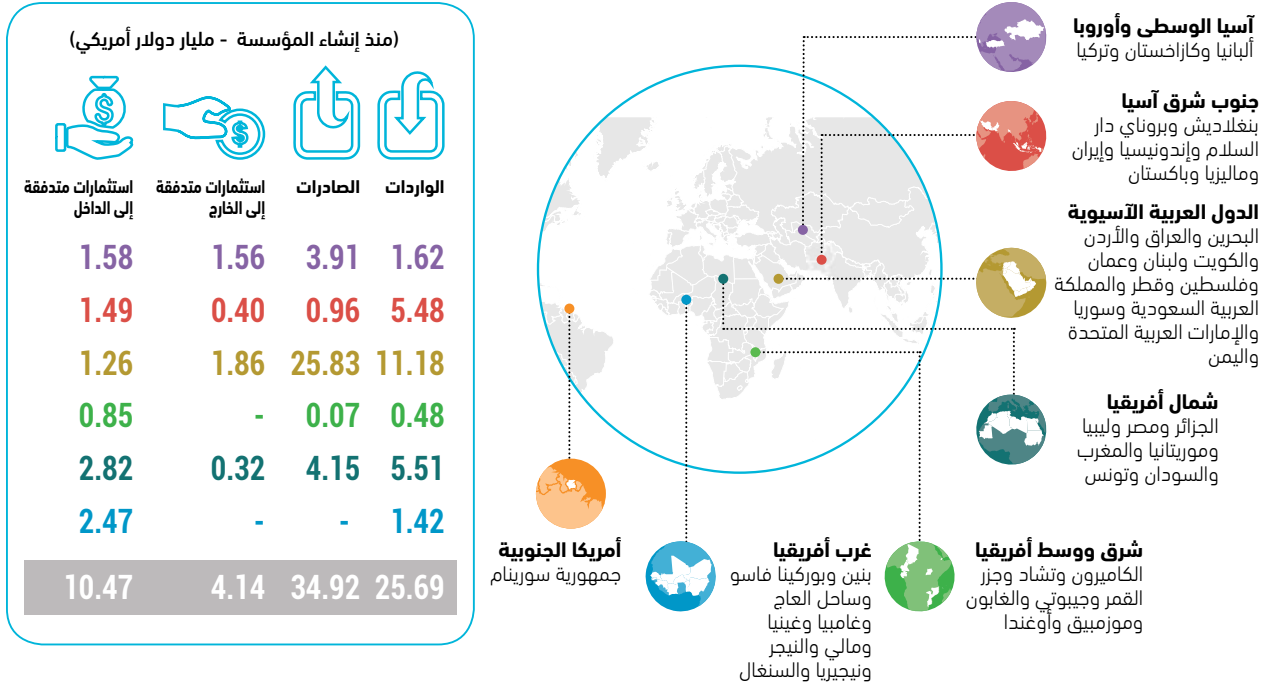 آسيا الوسطى وأوروبا
ألبانيا وكازاخستان وتركيا
جنوب شرق آسيا
بنغلاديش وبروناي دار
السلام وإندونيسيا وإيران
وماليزيا وباكستان
الدول العربية الآسيوية
البحرين والعراق والأردن
والكويت ولبنان وعمان
وفلسطين وقطر والمملكة
العربية السعودية وسوريا
والإمارات العربية المتحدة
واليمن
شمال أفريقيا
الجزائر ومصر وليبيا
وموريتانيا والمغرب
والسودان وتونس
شرق ووسط أفريقيا
الكاميرون وتشاد وجزر
القمر وجيبوتي والغابون
وموزمبيق وأوغندا
غرب أفريقيا
بنين وبوركينا فاسو
وساحل العاج
وغامبيا وغينيا
ومالي والنيجر
ونيجيريا والسنغال
أمريكا الجنوبية
جمهورية سورينام
(منذ إنشاء المؤسسة - مليار دولار أمريكي)
$ $
الواردات الصادرات استثمارات متدفقة استثمارات متدفقة
إلى الخارج إلى الداخل
1.62 3.91 1.56 1.58
5.48 0.96 0.40 1.49
11.18 25.83 1.86 1.26
0.48 0.07 - 0.85
5.51 4.15 0.32 2.82
1.42 - - 2.47
25.69 34.92 4.14 10.47